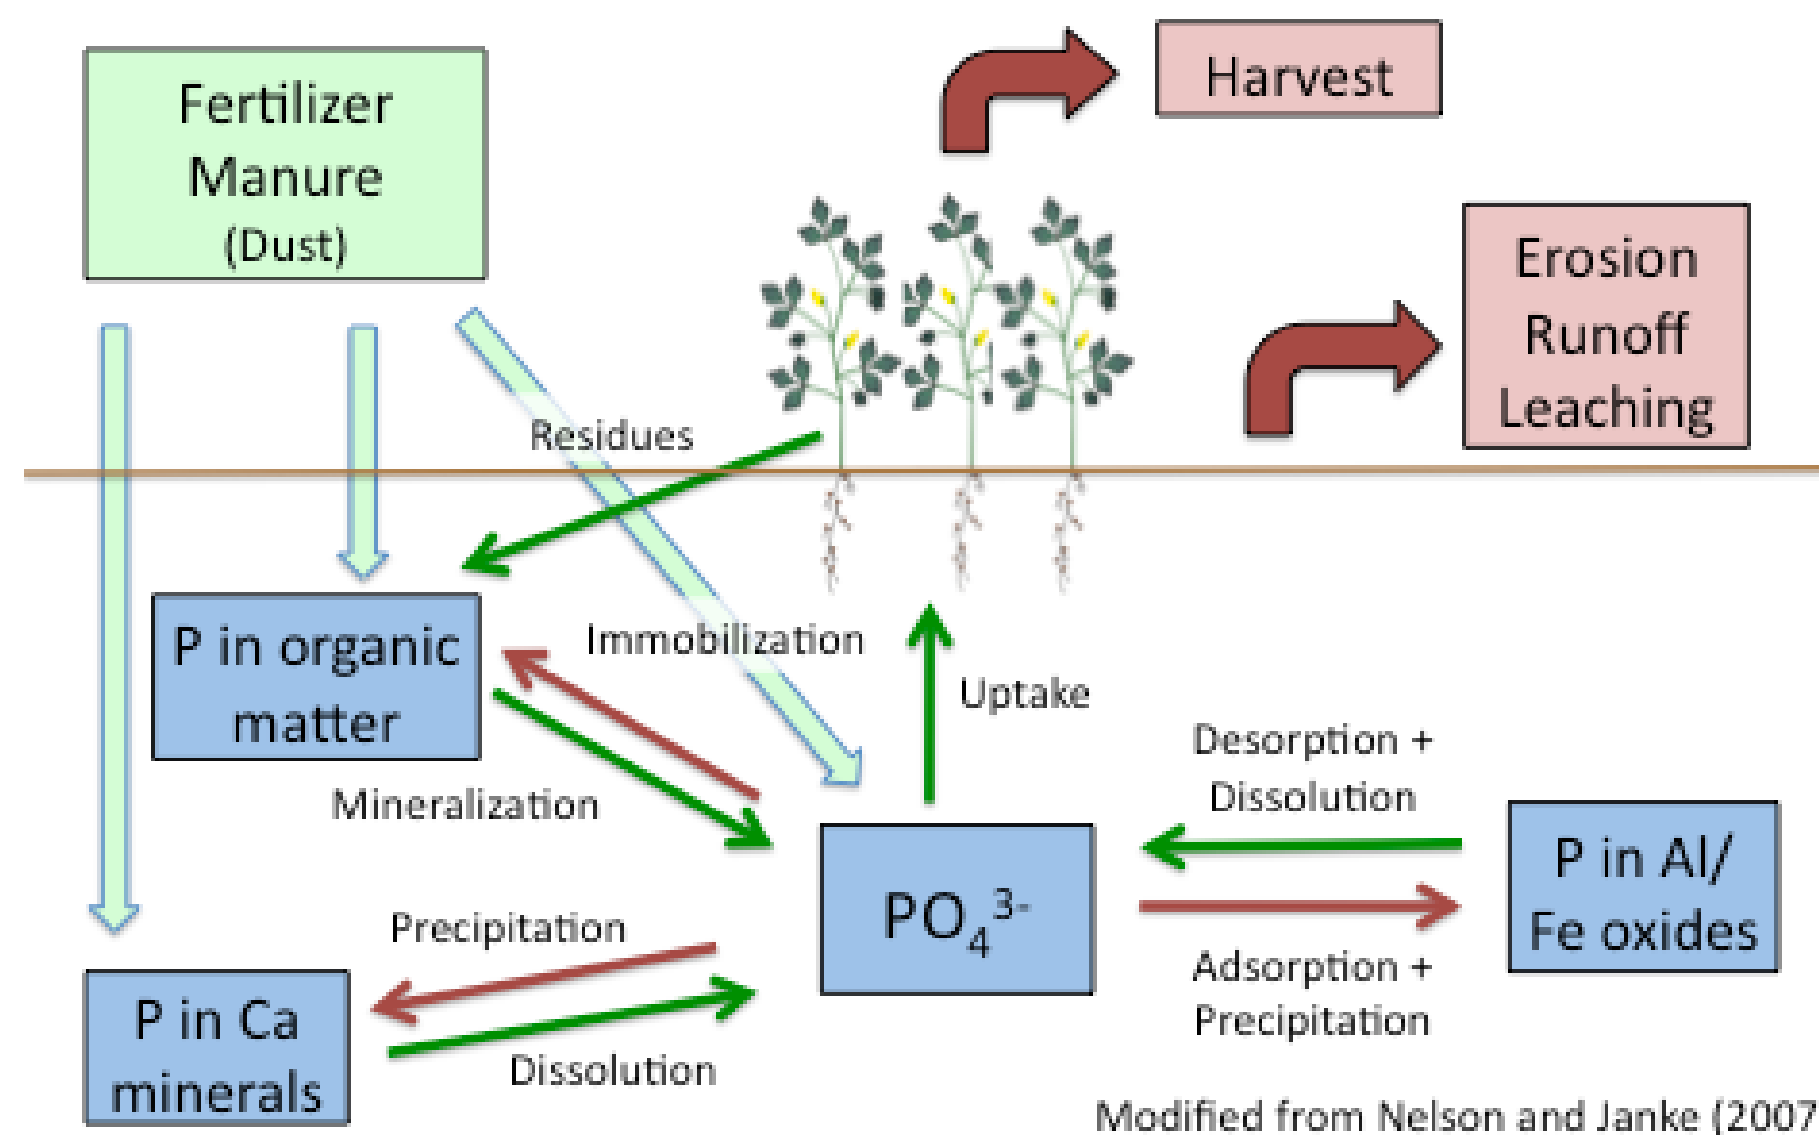 Fertilizer
Manure
(Dust)
Harvest
Erosion
Runoff
Leaching
Residues
P in organic
matter
Immobilization
Uptake
Mineralization
Desorption +
Dissolution
PO₄³⁻
P in Al/
Fe oxides
Precipitation
Adsorption +
Precipitation
P in Ca
minerals
Dissolution
Modified from Nelson and Janke (2007